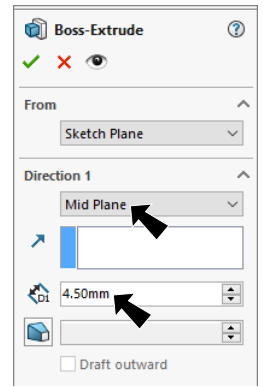 Boss-Extrude
?
From
Sketch Plane
Direction 1
Mid Plane
D1
4.50mm
Draft outward